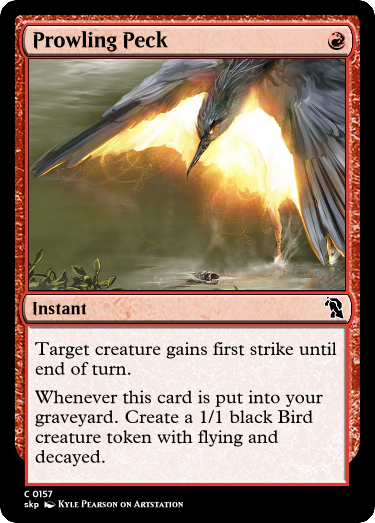 Prowling Peck
Instant
Target creature gains first strike until
end of turn.
Whenever this card is put into your
graveyard. Create a 1/1 black Bird
creature token with flying and
decayed.
C 0157
skp Kyle Pearson on Artstation